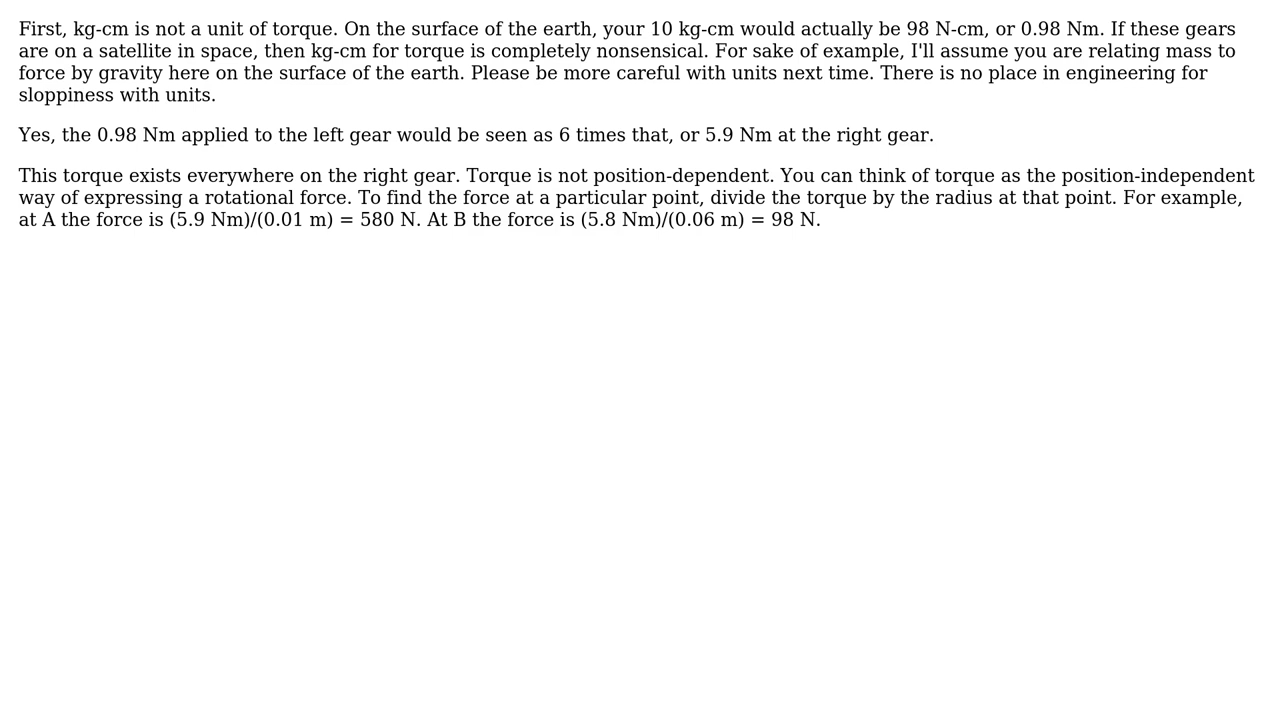 First, kg-cm is not a unit of torque. On the surface of the earth, your 10 kg-cm would actually be 98 N-cm, or 0.98 Nm. If these gears
are on a satellite in space, then kg-cm for torque is completely nonsensical. For sake of example, I'll assume you are relating mass to
force by gravity here on the surface of the earth. Please be more careful with units next time. There is no place in engineering for
sloppiness with units.
Yes, the 0.98 Nm applied to the left gear would be seen as 6 times that, or 5.9 Nm at the right gear.
This torque exists everywhere on the right gear. Torque is not position-dependent. You can think of torque as the position-independent
way of expressing a rotational force. To find the force at a particular point, divide the torque by the radius at that point. For example,
at A the force is (5.9 Nm)/(0.01 m) = 580 N. At B the force is (5.8 Nm)/(0.06 m) = 98 N.